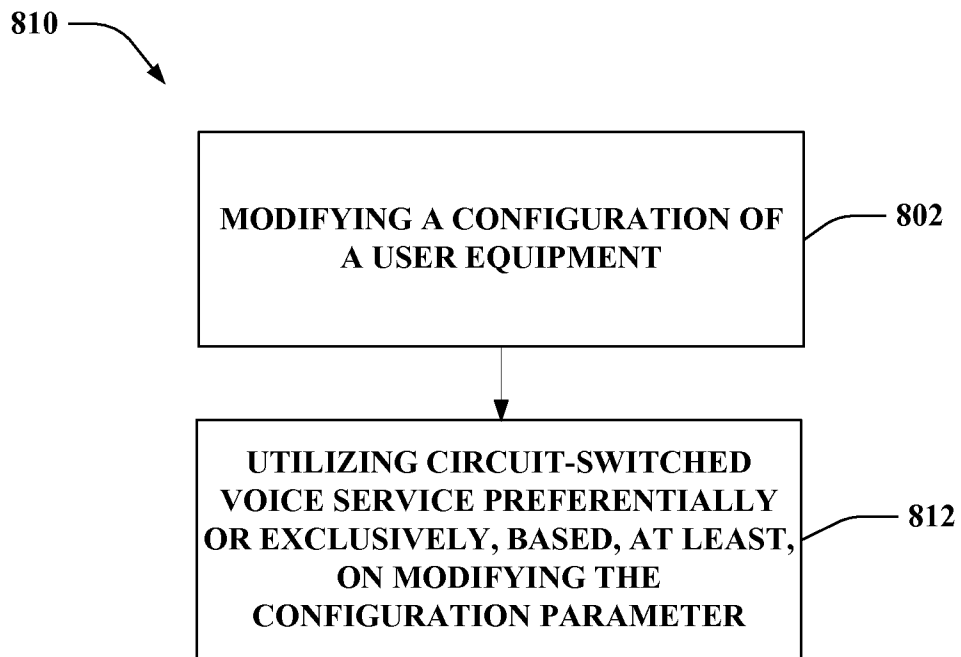 810
MODIFYING A CONFIGURATION OF
A USER EQUIPMENT
802
UTILIZING CIRCUIT-SWITCHED
VOICE SERVICE PREFERENTIALLY
OR EXCLUSIVELY, BASED, AT LEAST,
ON MODIFYING THE
CONFIGURATION PARAMETER
812